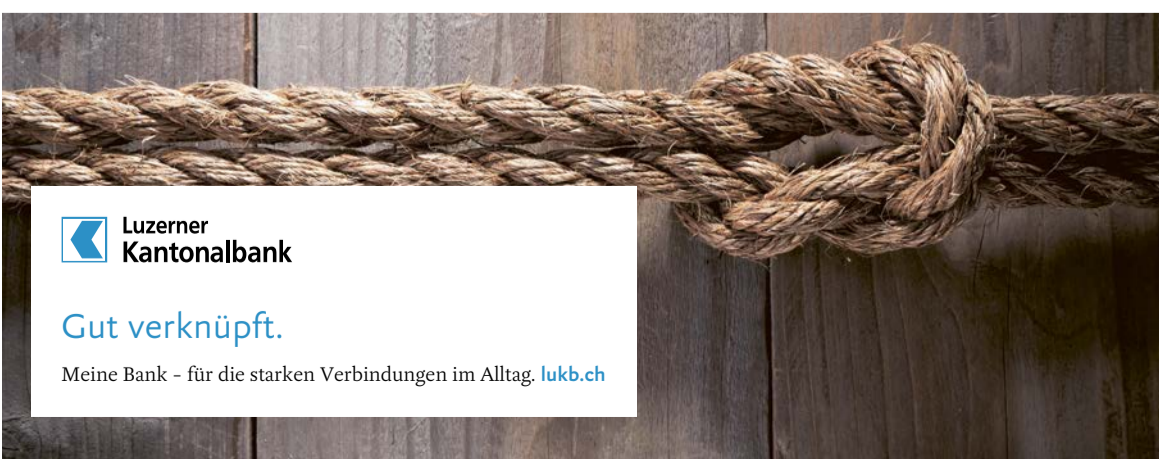 Luzerner
Kantonalbank
Gut verknüpft.
Meine Bank – für die starken Verbindungen im Alltag. lukb.ch